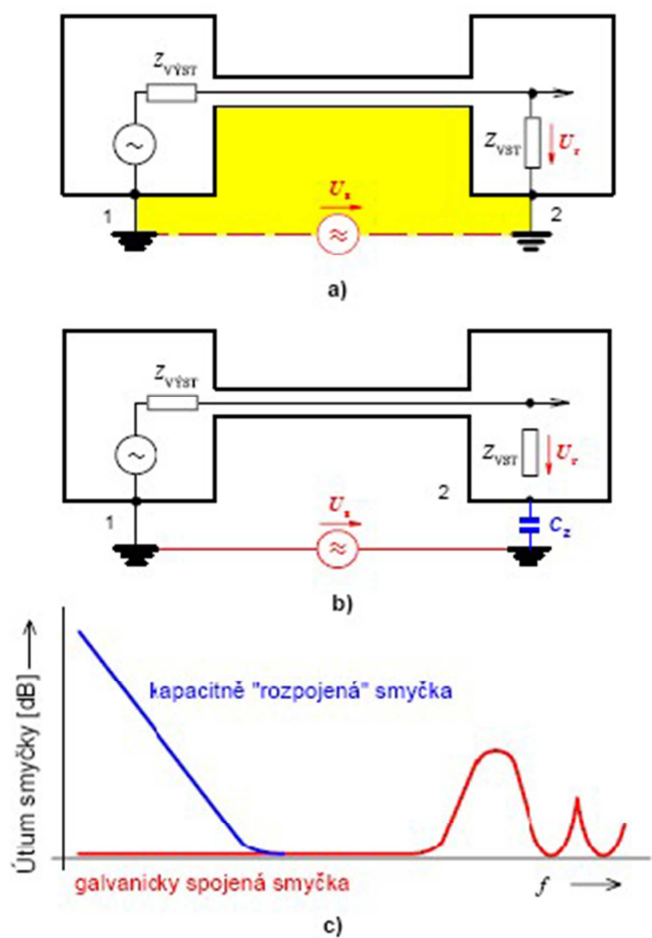 Z VÝST
Z VST
U r
U s
1
2
a)
Z VÝST
Z VST
U r
2
U s
1
C z
b)
Útlum smyčky [dB]
kapacitně "rozpojená" smyčka
galvanicky spojená smyčka
f
c)